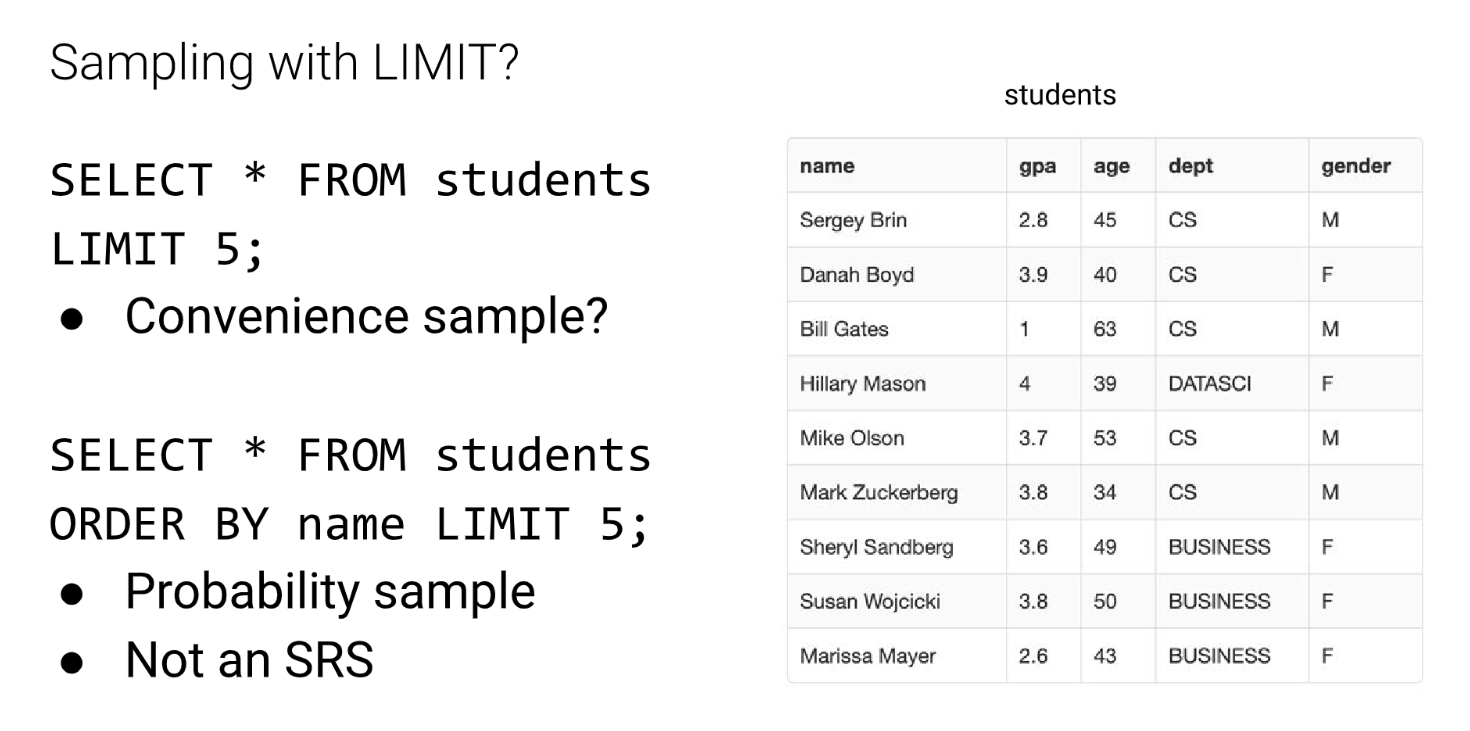 Sampling with LIMIT?
SELECT * FROM students
LIMIT 5;
● Convenience sample?
SELECT * FROM students
ORDER BY name LIMIT 5;
● Probability sample
● Not an SRS
students
name gpa age dept gender
Sergey Brin 2.8 45 CS M
Danah Boyd 3.9 40 CS F
Bill Gates 1 63 CS M
Hillary Mason 4 39 DATASCI F
Mike Olson 3.7 53 CS M
Mark Zuckerberg 3.8 34 CS M
Sheryl Sandberg 3.6 49 BUSINESS F
Susan Wojcicki 3.8 50 BUSINESS F
Marissa Mayer 2.6 43 BUSINESS F